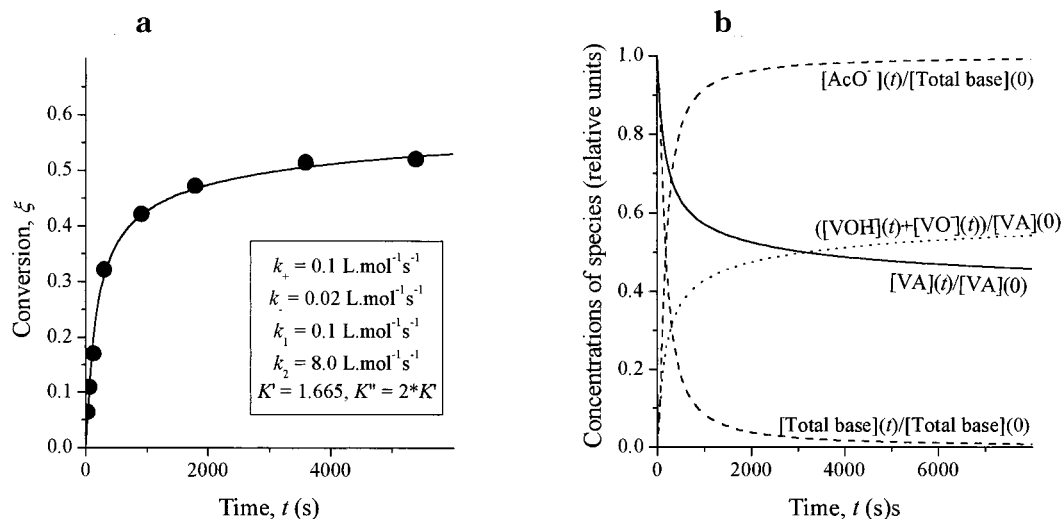 a
Conversion, ξ
0.6
0.5
0.4
0.3
0.2
0.1
0.0
k₊ = 0.1 L.mol⁻¹s⁻¹
k₋ = 0.02 L.mol⁻¹s⁻¹
k₁ = 0.1 L.mol⁻¹s⁻¹
k₂ = 8.0 L.mol⁻¹s⁻¹
K' = 1.665, K" = 2*K'
0 2000 4000
Time, t (s)
b
Concentrations of species (relative units)
1.0
0.8
0.6
0.4
0.2
0.0
[AcO⁻](t)/[Total base](0)
([VOH](t)+[VO⁻](t))/[VA](0)
[VA](t)/[VA](0)
[Total base](t)/[Total base](0)
0 2000 4000 6000
Time, t (s)s